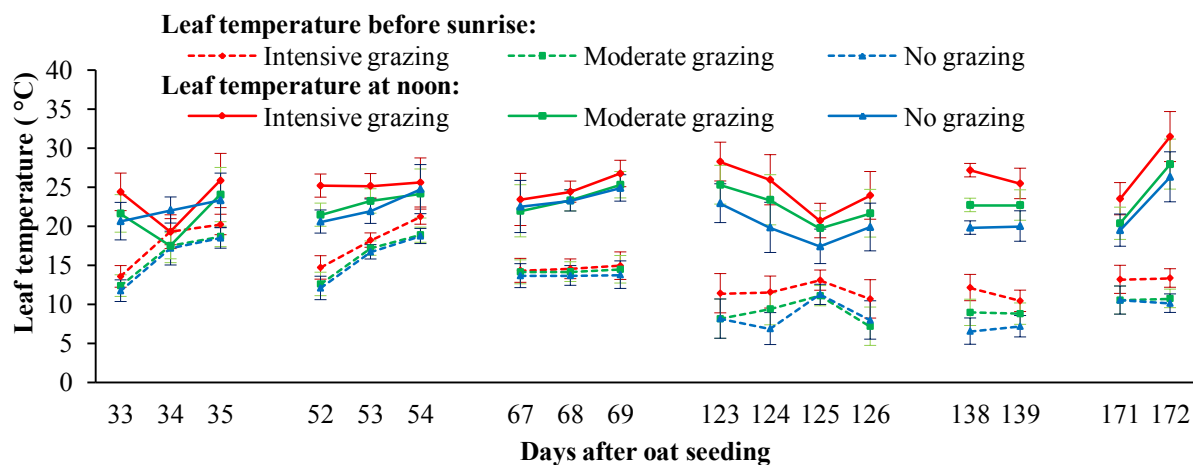 Leaf temperature before sunrise:
Intensive grazing Moderate grazing No grazing
Leaf temperature at noon:
Intensive grazing Moderate grazing No grazing
Leaf temperature ( °C)
40
35
30
25
20
15
10
5
0
33 34 35 52 53 54 67 68 69 123 124 125 126 138 139 171 172
Days after oat seeding